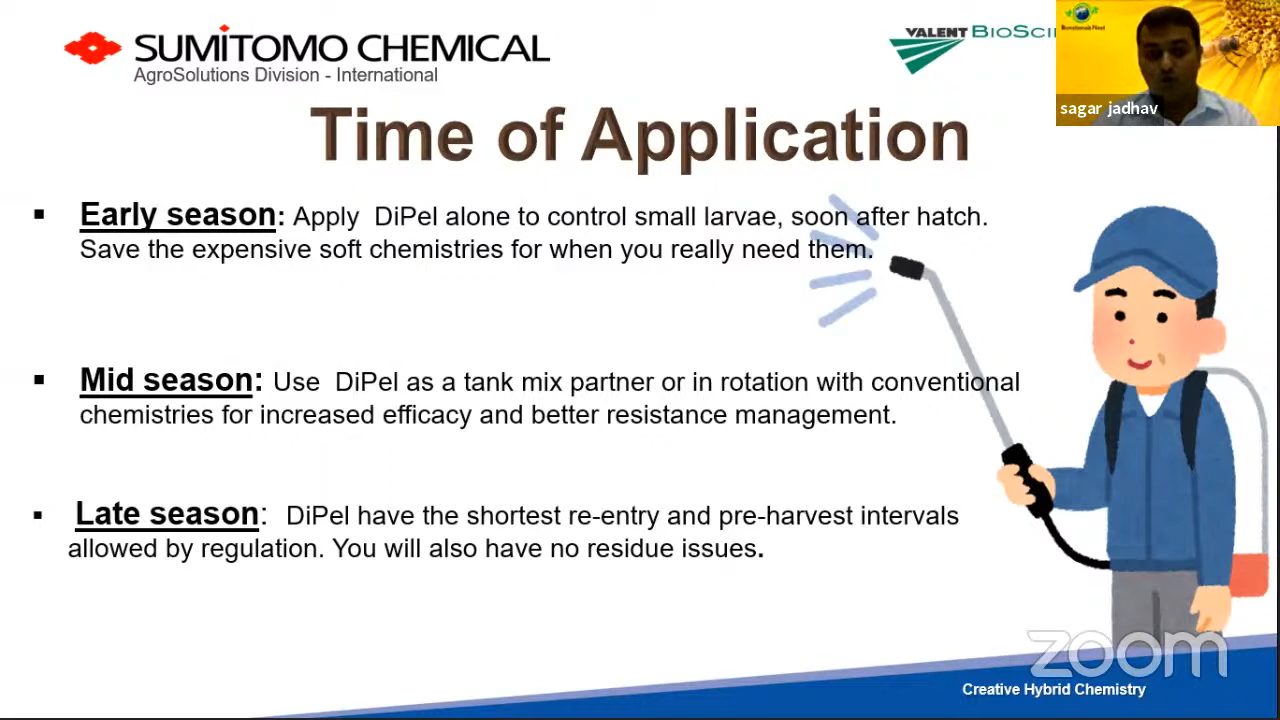 SUMITOMO CHEMICAL
AgroSolutions Division - International
VALENT
sagar jadhav
Time of Application
▪ Early season: Apply DiPel alone to control small larvae, soon after hatch.
Save the expensive soft chemistries for when you really need them.
▪ Mid season: Use DiPel as a tank mix partner or in rotation with conventional
chemistries for increased efficacy and better resistance management.
▪ Late season: DiPel have the shortest re-entry and pre-harvest intervals
allowed by regulation. You will also have no residue issues.
zoom
Creative Hybrid Chemistry